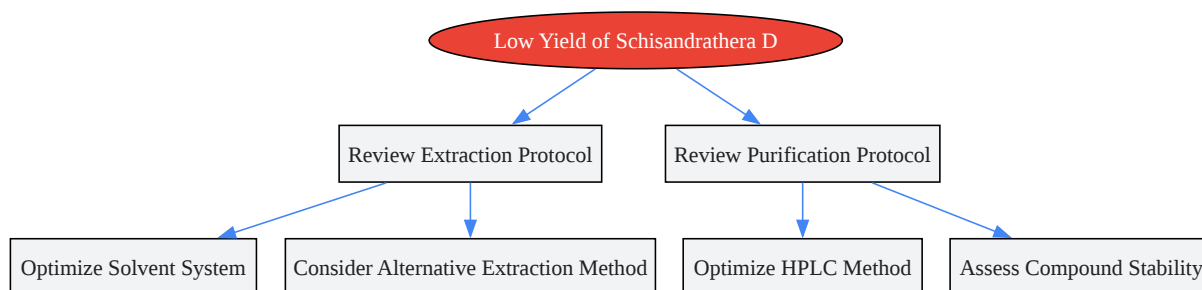 Low Yield of Schisandrathera D
Review Extraction Protocol
Review Purification Protocol
Optimize Solvent System
Consider Alternative Extraction Method
Optimize HPLC Method
Assess Compound Stability